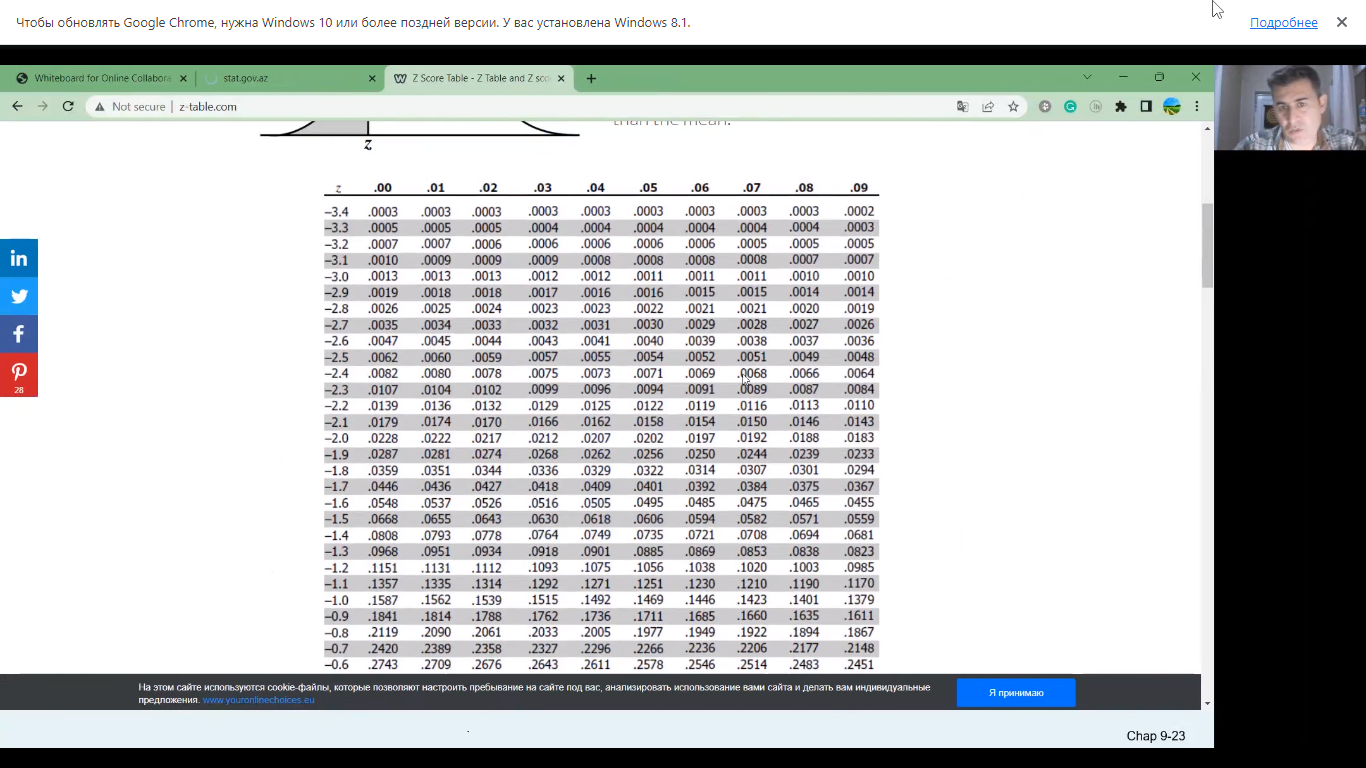 Чтобы обновлять Google Chrome, нужна Windows 10 или более поздней версии. У вас установлена Windows 8.1.
Подробнее
Whiteboard for Online Collabora
stat.gov.az
Z Score Table - Z Table and Z sco
Not secure | z-table.com
than the mean.
z
z .00 .01 .02 .03 .04 .05 .06 .07 .08 .09
–3.4 .0003 .0003 .0003 .0003 .0003 .0003 .0003 .0003 .0003 .0002
–3.3 .0005 .0005 .0005 .0004 .0004 .0004 .0004 .0004 .0004 .0003
–3.2 .0007 .0007 .0006 .0006 .0006 .0006 .0006 .0005 .0005 .0005
–3.1 .0010 .0009 .0009 .0009 .0008 .0008 .0008 .0008 .0007 .0007
–3.0 .0013 .0013 .0013 .0012 .0012 .0011 .0011 .0011 .0010 .0010
–2.9 .0019 .0018 .0018 .0017 .0016 .0016 .0015 .0015 .0014 .0014
–2.8 .0026 .0025 .0024 .0023 .0023 .0022 .0021 .0021 .0020 .0019
–2.7 .0035 .0034 .0033 .0032 .0031 .0030 .0029 .0028 .0027 .0026
–2.6 .0047 .0045 .0044 .0043 .0041 .0040 .0039 .0038 .0037 .0036
–2.5 .0062 .0060 .0059 .0057 .0055 .0054 .0052 .0051 .0049 .0048
–2.4 .0082 .0080 .0078 .0075 .0073 .0071 .0069 .0068 .0066 .0064
–2.3 .0107 .0104 .0102 .0099 .0096 .0094 .0091 .0089 .0087 .0084
–2.2 .0139 .0136 .0132 .0129 .0125 .0122 .0119 .0116 .0113 .0110
–2.1 .0179 .0174 .0170 .0166 .0162 .0158 .0154 .0150 .0146 .0143
–2.0 .0228 .0222 .0217 .0212 .0207 .0202 .0197 .0192 .0188 .0183
–1.9 .0287 .0281 .0274 .0268 .0262 .0256 .0250 .0244 .0239 .0233
–1.8 .0359 .0351 .0344 .0336 .0329 .0322 .0314 .0307 .0301 .0294
–1.7 .0446 .0436 .0427 .0418 .0409 .0401 .0392 .0384 .0375 .0367
–1.6 .0548 .0537 .0526 .0516 .0505 .0495 .0485 .0475 .0465 .0455
–1.5 .0668 .0655 .0643 .0630 .0618 .0606 .0594 .0582 .0571 .0559
–1.4 .0808 .0793 .0778 .0764 .0749 .0735 .0721 .0708 .0694 .0681
–1.3 .0968 .0951 .0934 .0918 .0901 .0885 .0869 .0853 .0838 .0823
–1.2 .1151 .1131 .1112 .1093 .1075 .1056 .1038 .1020 .1003 .0985
–1.1 .1357 .1335 .1314 .1292 .1271 .1251 .1230 .1210 .1190 .1170
–1.0 .1587 .1562 .1539 .1515 .1492 .1469 .1446 .1423 .1401 .1379
–0.9 .1841 .1814 .1788 .1762 .1736 .1711 .1685 .1660 .1635 .1611
–0.8 .2119 .2090 .2061 .2033 .2005 .1977 .1949 .1922 .1894 .1867
–0.7 .2420 .2389 .2358 .2327 .2296 .2266 .2236 .2206 .2177 .2148
–0.6 .2743 .2709 .2676 .2643 .2611 .2578 .2546 .2514 .2483 .2451
in
f
28
На этом сайте используются cookie-файлы, которые позволяют настроить пребывание на сайте под вас, анализировать использование вами сайта и делать вам индивидуальные
предложения. www.youronlinechoices.eu
Я принимаю
Chap 9-23